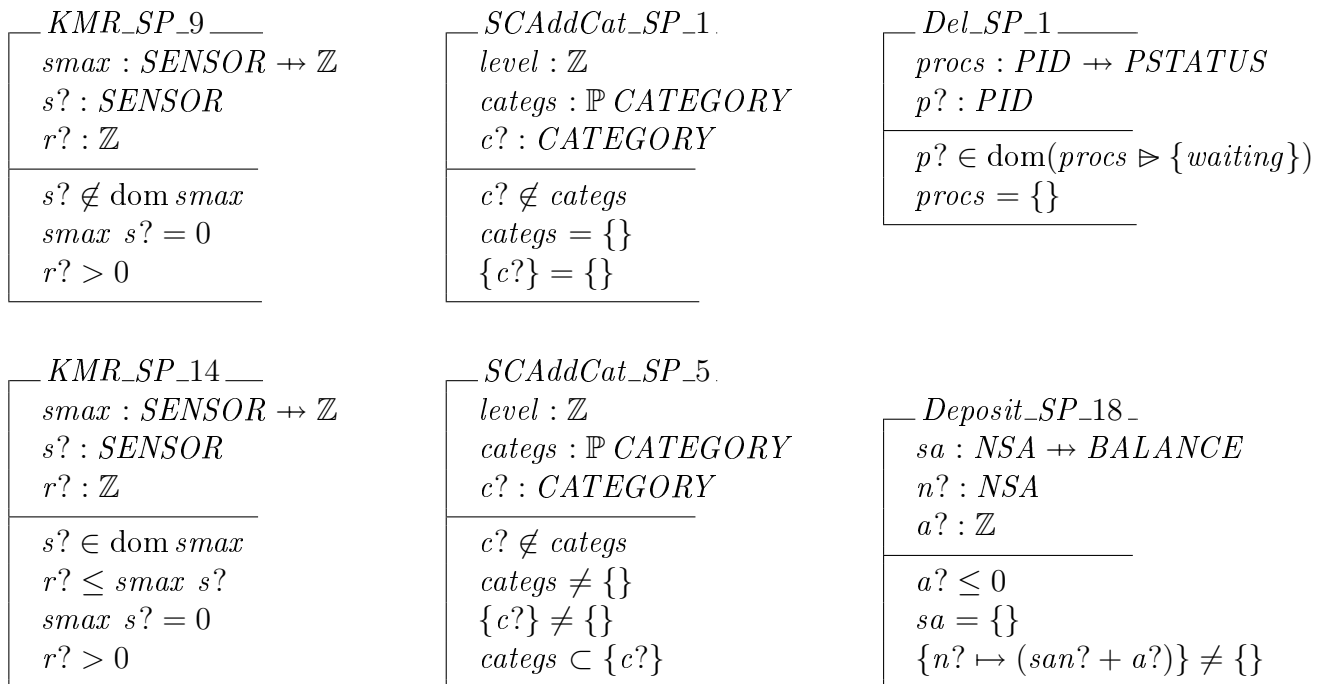 KMR_SP_9
smax : SENSOR ⇸ ℤ
s? : SENSOR
r? : ℤ
s? ∉ dom smax
smax s? = 0
r? > 0
SCAddCat_SP_1
level : ℤ
categs : ℙ CATEGORY
c? : CATEGORY
c? ∉ categs
categs = {}
{c?} = {}
Del_SP_1
procs : PID ⇸ PSTATUS
p? : PID
p? ∈ dom(procs ⩥ {waiting})
procs = {}
KMR_SP_14
smax : SENSOR ⇸ ℤ
s? : SENSOR
r? : ℤ
s? ∈ dom smax
r? ≤ smax s?
smax s? = 0
r? > 0
SCAddCat_SP_5
level : ℤ
categs : ℙ CATEGORY
c? : CATEGORY
c? ∉ categs
categs ≠ {}
{c?} ≠ {}
categs ⊂ {c?}
Deposit_SP_18
sa : NSA ⇸ BALANCE
n? : NSA
a? : ℤ
a? ≤ 0
sa = {}
{n? ↦ (san? + a?)} ≠ {}